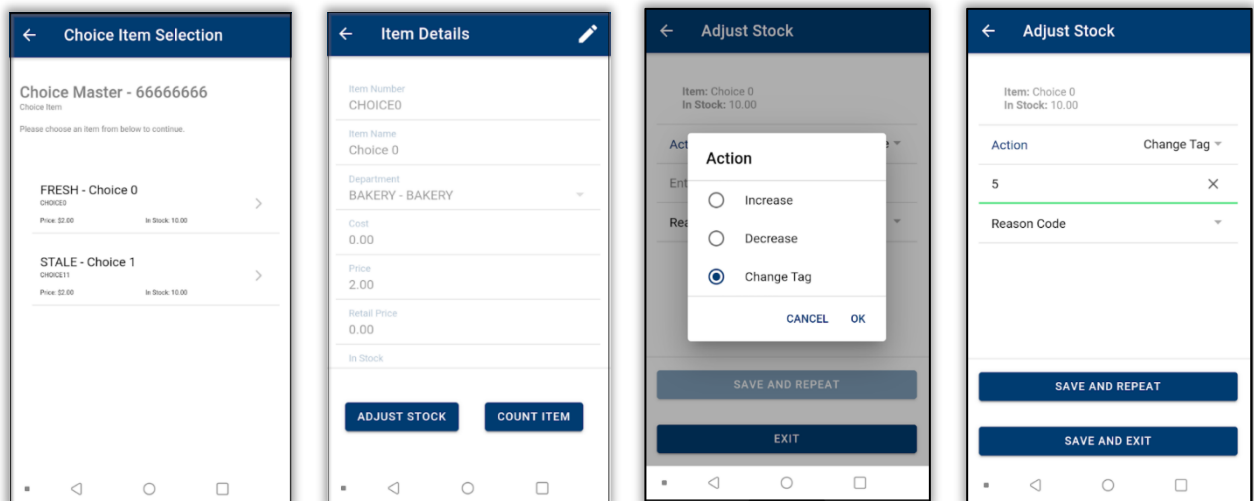 Choice Item Selection
Choice Master - 66666666
Choice Item
Please choose an item from below to continue.
FRESH - Choice 0
CHOICE0
Price: $2.00 In Stock: 10.00
STALE - Choice 1
CHOICE11
Price: $2.00 In Stock: 10.00
Item Details
Item Number
CHOICE0
Item Name
Choice 0
Department
BAKERY - BAKERY
Cost
0.00
Price
2.00
Retail Price
0.00
In Stock
ADJUST STOCK COUNT ITEM
Adjust Stock
Item: Choice 0
In Stock: 10.00
Act
Ent
Rea
Action
Increase
Decrease
Change Tag
CANCEL OK
SAVE AND REPEAT
EXIT
Adjust Stock
Item: Choice 0
In Stock: 10.00
Action Change Tag
5
Reason Code
SAVE AND REPEAT
SAVE AND EXIT